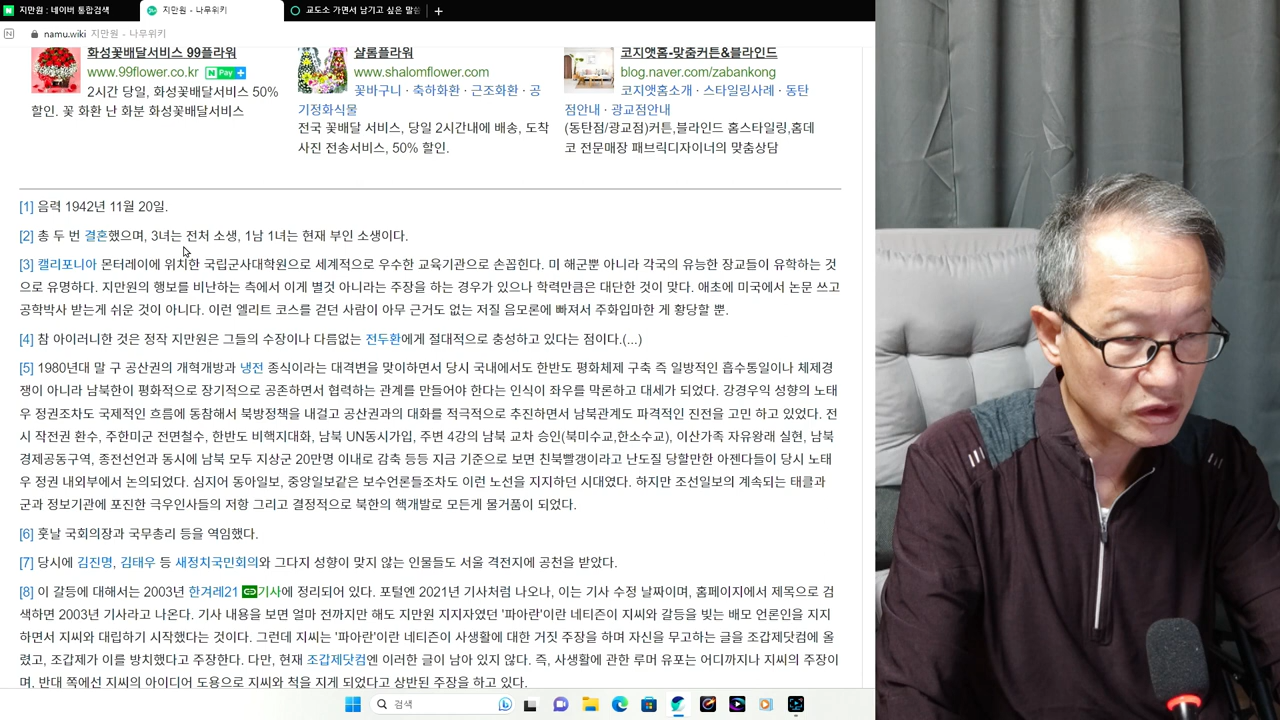 지만원 : 네이버 통합검색
지만원 - 나무위키
교도소 가면서 남기고 싶은 말씀
namu.wiki 지만원 - 나무위키
화성꽃배달서비스 99플라워
www.99flower.co.kr N Pay +
2시간 당일, 화성꽃배달서비스 50%
할인. 꽃 화환 난 화분 화성꽃배달서비스
샬롬플라워
www.shalomflower.com
꽃바구니 · 축하화환 · 근조화환 · 공
기정화식물
전국 꽃배달 서비스, 당일 2시간내에 배송, 도착
사진 전송서비스, 50% 할인.
코지앳홈-맞춤커튼&블라인드
blog.naver.com/zabankong
코지앳홈소개 · 스타일링사례 · 동탄
점안내 · 광교점안내
(동탄점/광교점)커튼,블라인드 홈스타일링,홈데
코 전문매장 패브릭디자이너의 맞춤상담
[1] 음력 1942년 11월 20일.
[2] 총 두 번 결혼했으며, 3녀는 전처 소생, 1남 1녀는 현재 부인 소생이다.
[3] 캘리포니아 몬터레이에 위치한 국립군사대학원으로 세계적으로 우수한 교육기관으로 손꼽힌다. 미 해군뿐 아니라 각국의 유능한 장교들이 유학하는 것
으로 유명하다. 지만원의 행보를 비난하는 측에서 이게 별것 아니라는 주장을 하는 경우가 있으나 학력만큼은 대단한 것이 맞다. 애초에 미국에서 논문 쓰고
공학박사 받는게 쉬운 것이 아니다. 이런 엘리트 코스를 걷던 사람이 아무 근거도 없는 저질 음모론에 빠져서 주화입마한 게 황당할 뿐.
[4] 참 아이러니한 것은 정작 지만원은 그들의 수장이나 다름없는 전두환에게 절대적으로 충성하고 있다는 점이다.(...)
[5] 1980년대 말 구 공산권의 개혁개방과 냉전 종식이라는 대격변을 맞이하면서 당시 국내에서도 한반도 평화체제 구축 즉 일방적인 흡수통일이나 체제경
쟁이 아니라 남북한이 평화적으로 장기적으로 공존하면서 협력하는 관계를 만들어야 한다는 인식이 좌우를 막론하고 대세가 되었다. 강경우익 성향의 노태
우 정권조차도 국제적인 흐름에 동참해서 북방정책을 내걸고 공산권과의 대화를 적극적으로 추진하면서 남북관계도 파격적인 진전을 고민 하고 있었다. 전
시 작전권 환수, 주한미군 전면철수, 한반도 비핵지대화, 남북 UN동시가입, 주변 4강의 남북 교차 승인(북미수교,한소수교), 이산가족 자유왕래 실현, 남북
경제공동구역, 종전선언과 동시에 남북 모두 지상군 20만명 이내로 감축 등등 지금 기준으로 보면 친북빨갱이라고 난도질 당할만한 아젠다들이 당시 노태
우 정권 내외부에서 논의되었다. 심지어 동아일보, 중앙일보같은 보수언론들조차도 이런 노선을 지지하던 시대였다. 하지만 조선일보의 계속되는 태클과
군과 정보기관에 포진한 극우인사들의 저항 그리고 결정적으로 북한의 핵개발로 모든게 물거품이 되었다.
[6] 훗날 국회의장과 국무총리 등을 역임했다.
[7] 당시에 김진명, 김태우 등 새정치국민회의와 그다지 성향이 맞지 않는 인물들도 서울 격전지에 공천을 받았다.
[8] 이 갈등에 대해서는 2003년 한겨레21 기사에 정리되어 있다. 포털엔 2021년 기사처럼 나오나, 이는 기사 수정 날짜이며, 홈페이지에서 제목으로 검
색하면 2003년 기사라고 나온다. 기사 내용을 보면 얼마 전까지만 해도 지만원 지지자였던 '파아란'이란 네티즌이 지씨와 갈등을 빚는 배모 언론인을 지지
하면서 지씨와 대립하기 시작했다는 것이다. 그런데 지씨는 '파아란'이란 네티즌이 사생활에 대한 거짓 주장을 하며 자신을 무고하는 글을 조갑제닷컴에 올
렸고, 조갑제가 이를 방치했다고 주장한다. 다만, 현재 조갑제닷컴엔 이러한 글이 남아 있지 않다. 즉, 사생활에 관한 루머 유포는 어디까지나 지씨의 주장이
며, 반대 쪽에선 지씨의 아이디어 도용으로 지씨와 척을 지게 되었다고 상반된 주장을 하고 있다.
검색